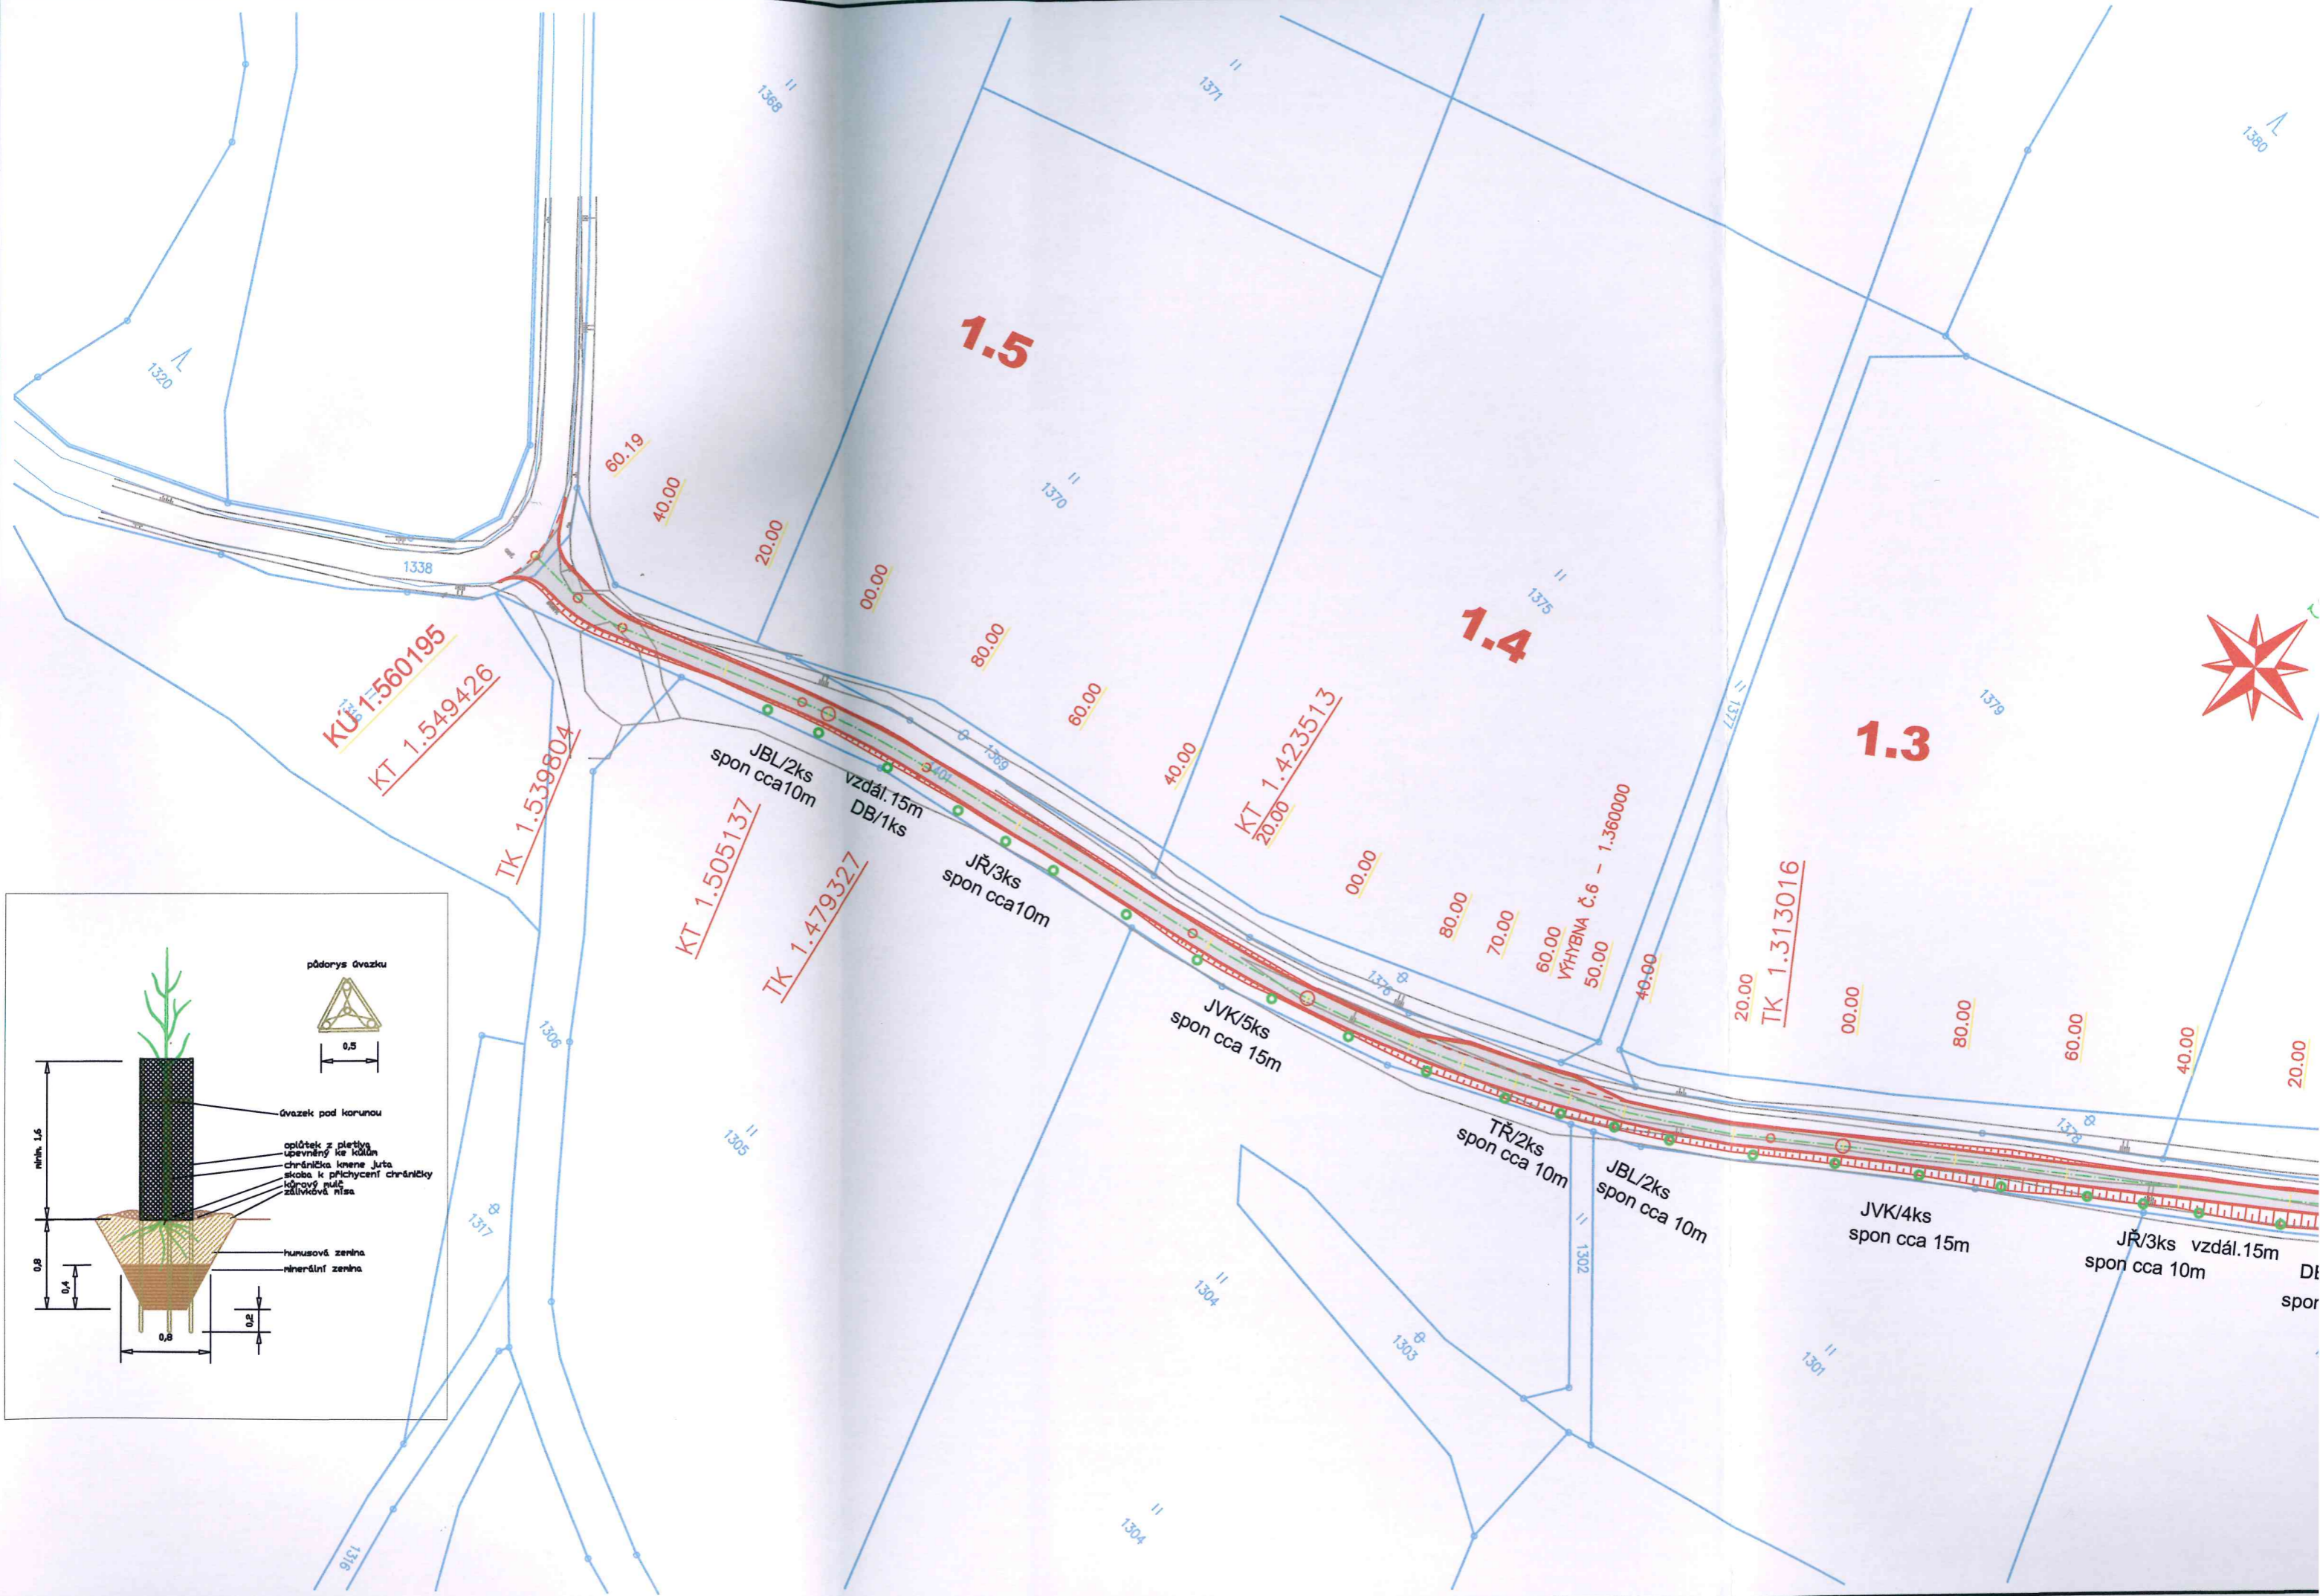 1368
1371
1380
1320
1.5
60.19
40.00
20.00
00.00
80.00
60.00
40.00
1370
1375
1338
1.4
1377
1379
1.3
KÚ 1.560195
1319
KT 1.549426
TK 1.539804
KT 1.505137
TK 1.479327
JBL/2ks
spon cca10m
vzdál.15m
DB/1ks
1401
1369
JŘ/3ks
spon cca10m
KT 1.423513
20.00
00.00
80.00
70.00
60.00
VÝHYBNA Č.6 - 1.360000
50.00
40.00
20.00
TK 1.313016
00.00
80.00
60.00
40.00
20.00
1376
1378
JVK/5ks
spon cca 15m
TŘ/2ks
spon cca 10m
JBL/2ks
spon cca 10m
JVK/4ks
spon cca 15m
JŘ/3ks vzdál.15m
spon cca 10m
spor
půdorys úvazku
0,5
úvazek pod korunou
oplůtek z pletiva
upevněný ke kůlům
chránička kmene juta
skoba k přichycení chráničky
kůrový mulč
zálivková mísa
humusová zemina
minerální zemina
minim. 1,6
0,8
0,4
0,2
0,8
1306
1305
1317
1304
1302
1303
1301
1304
1316